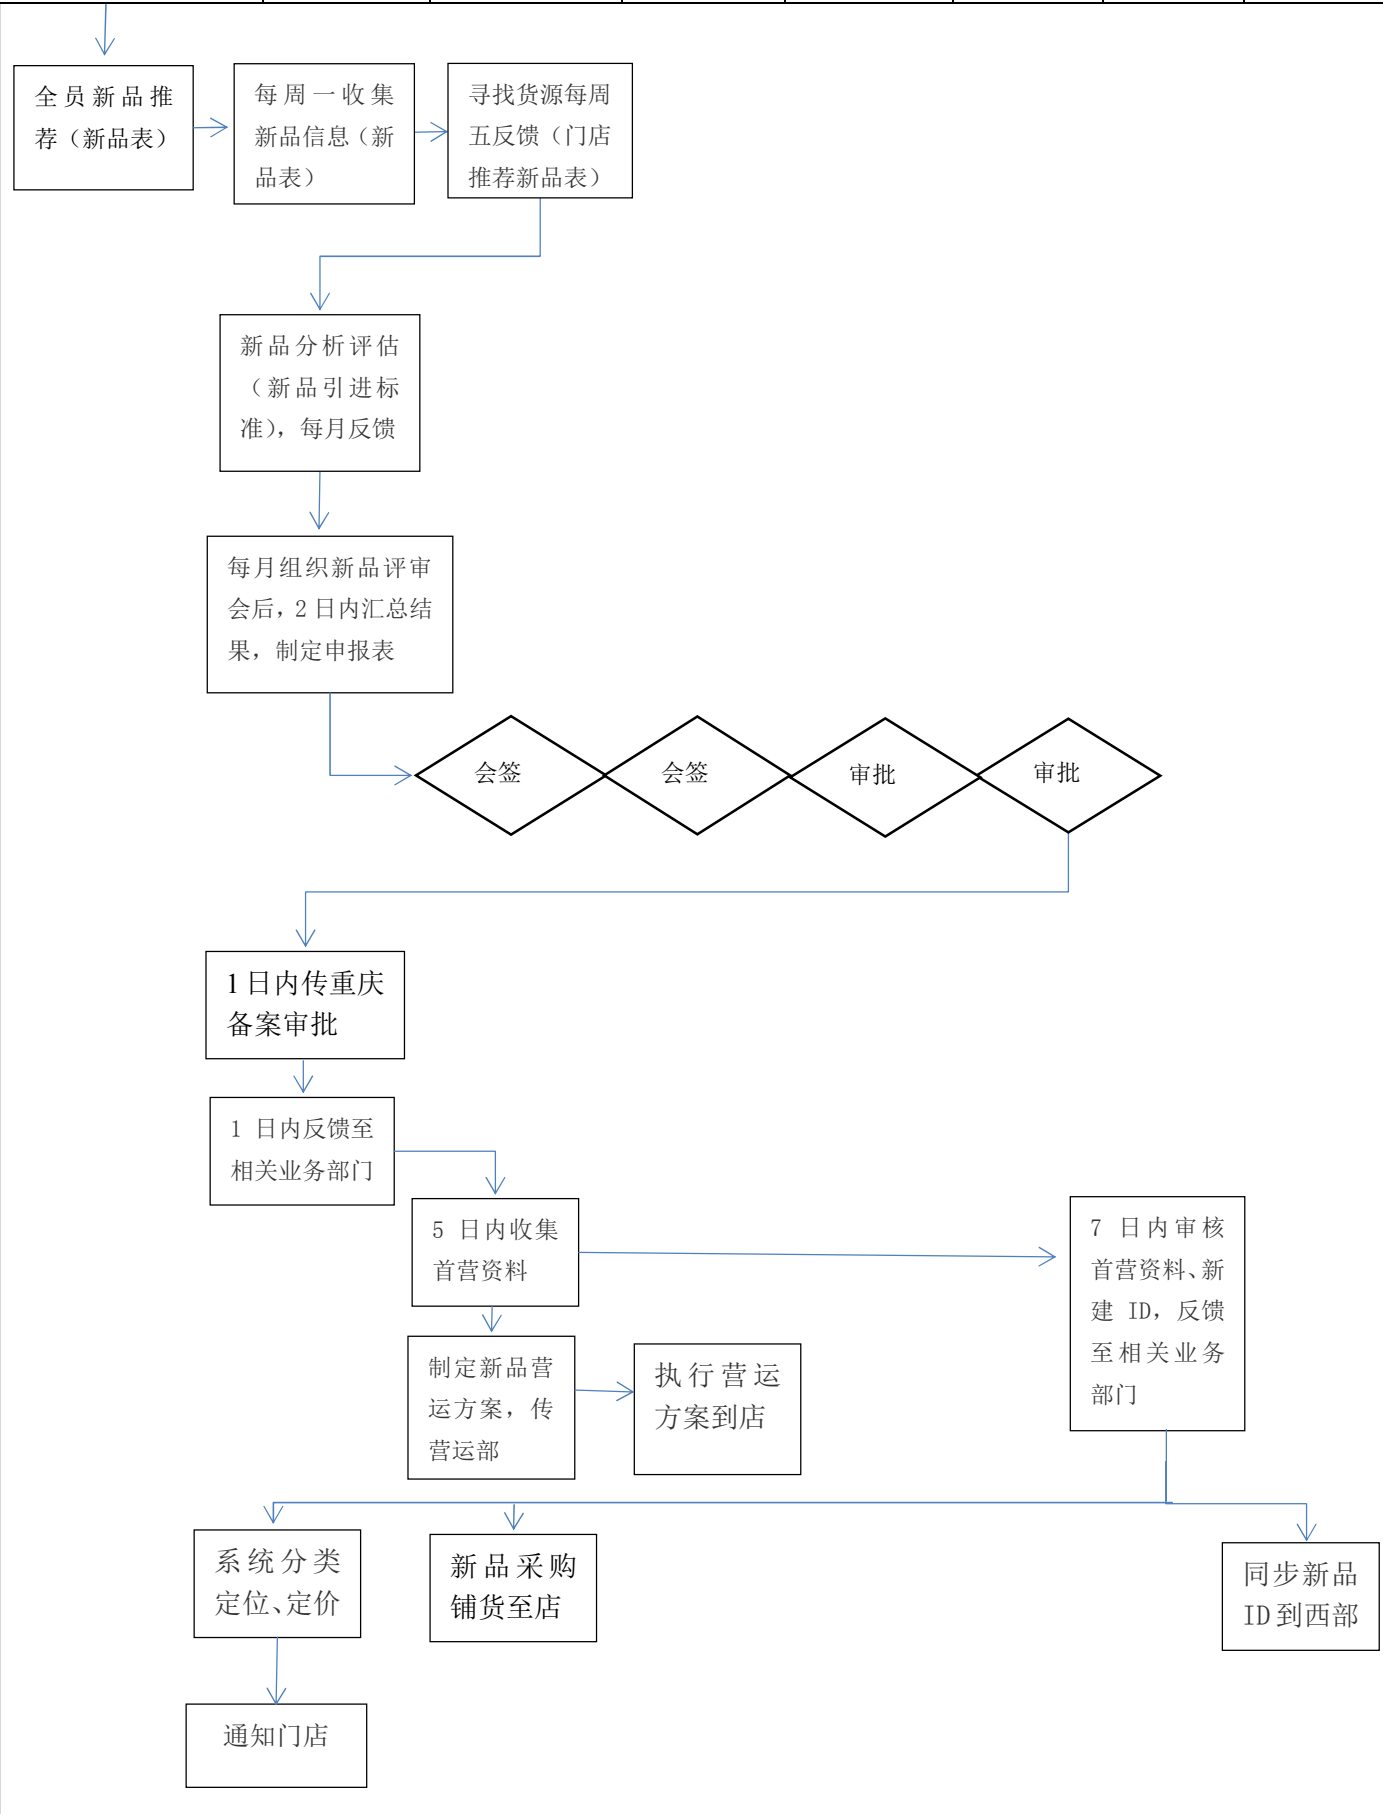 全员新品推
荐（新品表）
每周一收集
新品信息（新
品表）
寻找货源每周
五反馈（门店
推荐新品表）
新品分析评估
（新品引进标
准），每月反馈
每月组织新品评审
会后，2 日内汇总结
果，制定申报表
会签
会签
审批
审批
1 日内传重庆
备案审批
1 日内反馈至
相关业务部门
5 日内收集
首营资料
7 日内审核
首营资料、新
建 ID，反馈
至相关业务
部门
制定新品营
运方案，传
营运部
执行营运
方案到店
系统分类
定位、定价
新品采购
铺货至店
同步新品
ID 到西部
通知门店